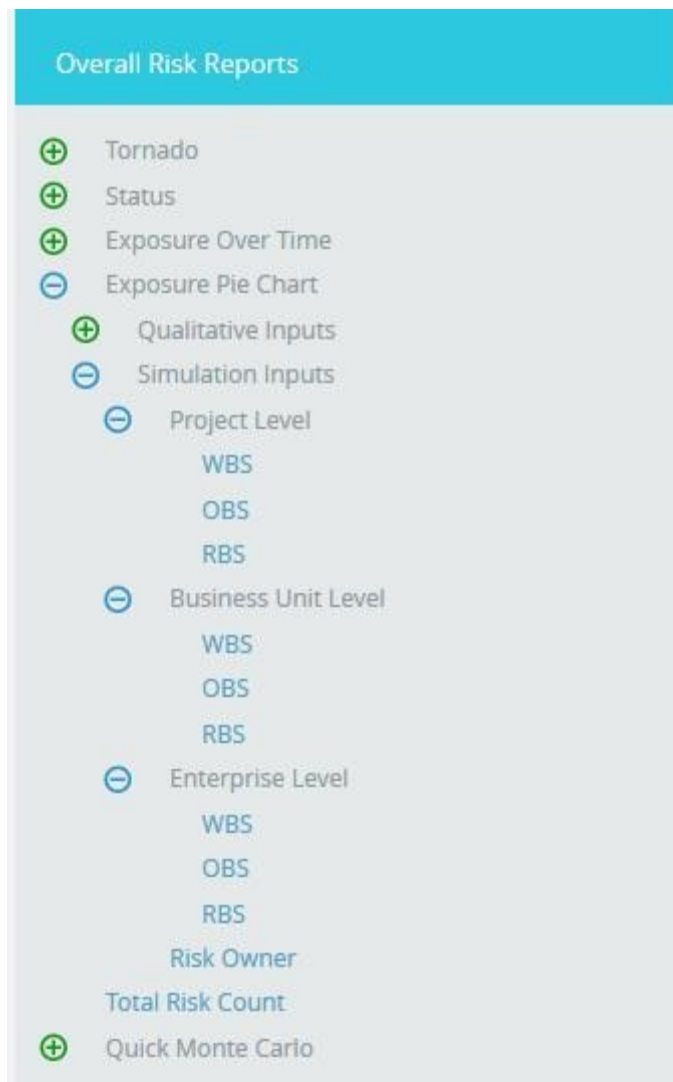 Overall Risk Reports
Tornado
Status
Exposure Over Time
Exposure Pie Chart
Qualitative Inputs
Simulation Inputs
Project Level
WBS
OBS
RBS
Business Unit Level
WBS
OBS
RBS
Enterprise Level
WBS
OBS
RBS
Risk Owner
Total Risk Count
Quick Monte Carlo